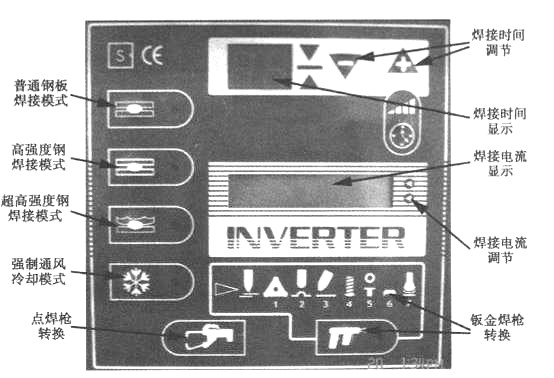 S CE
焊接时间
调节
普通钢板
焊接模式
焊接时间
显示
高强度钢
焊接模式
焊接电流
显示
超高强度钢
焊接模式
INVERTER
焊接电流
调节
强制通风
冷却模式
1 2 3 4 5 6 7
点焊枪
转换
钣金焊枪
转换